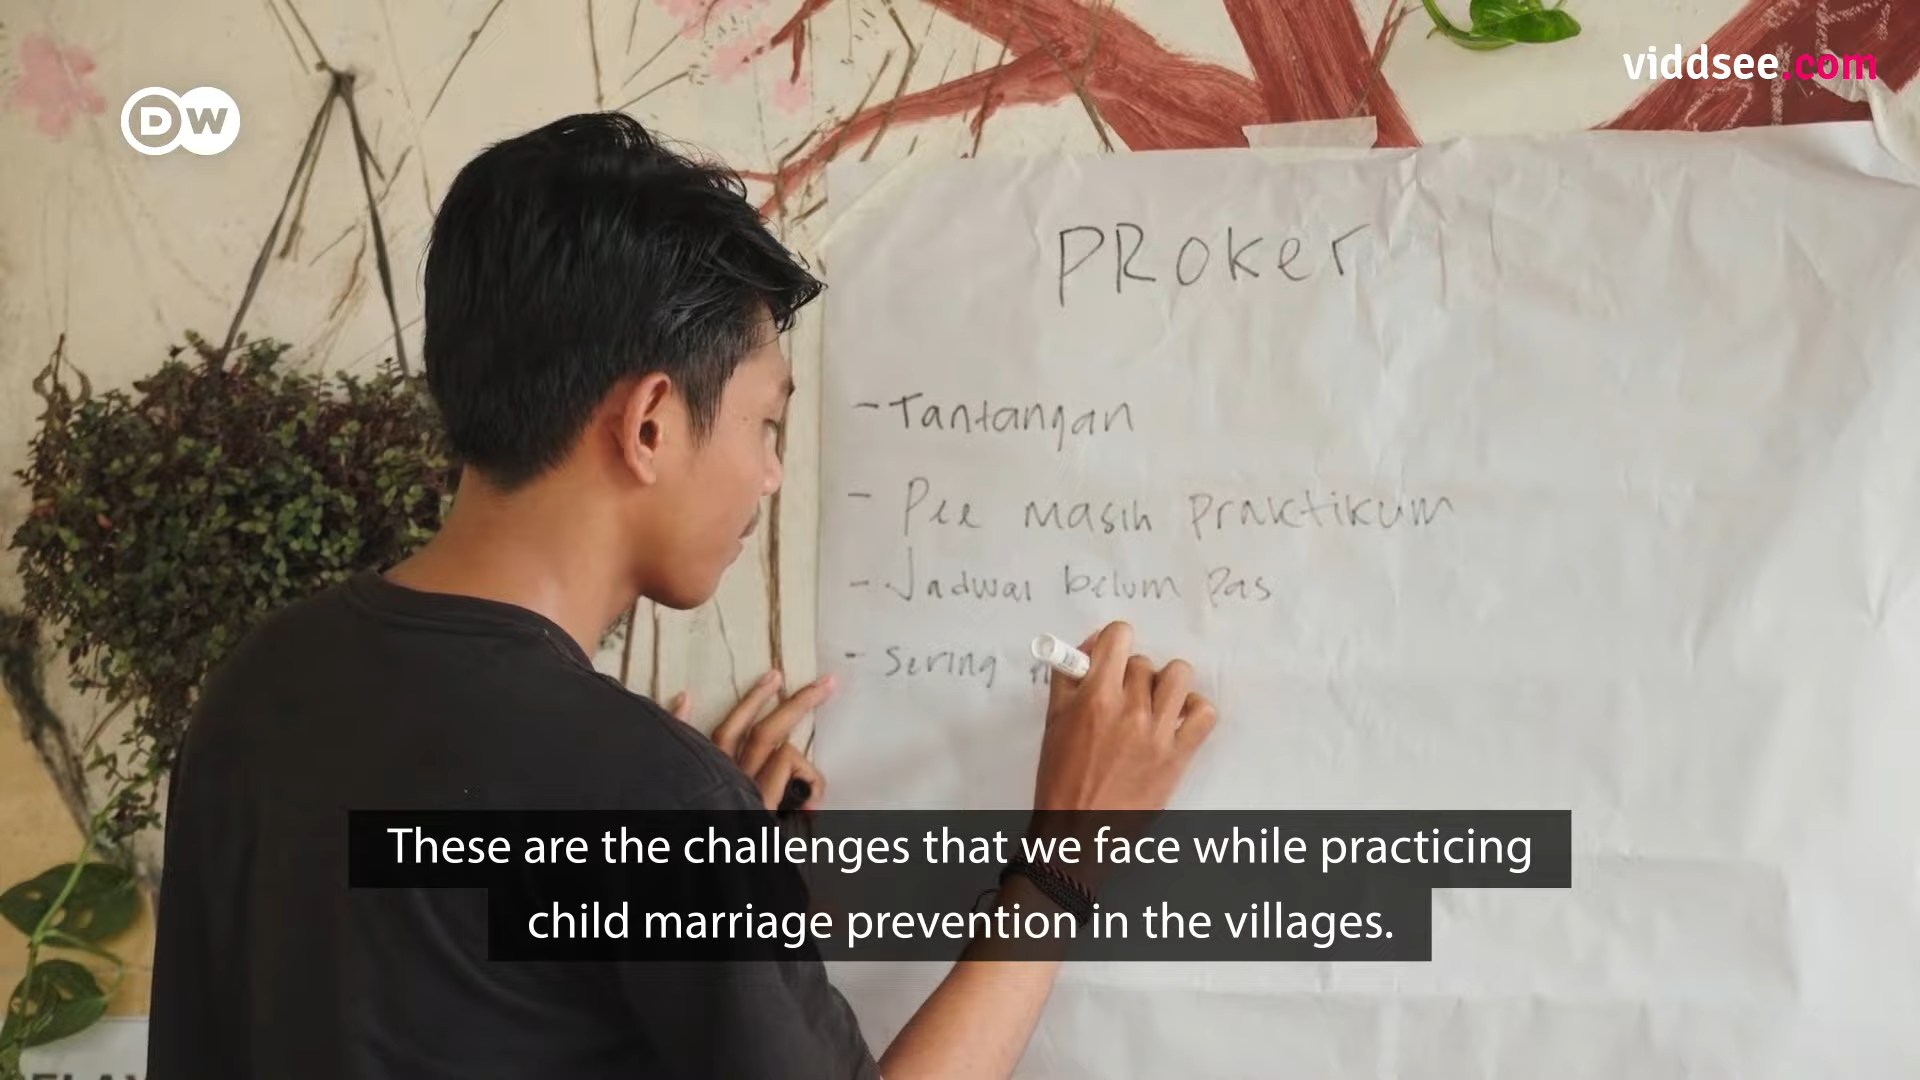 DW
viddsee.com
PRoker
- Tantangan
- Pee masih praktikum
- Jadwal belum Pas
- Sering
These are the challenges that we face while practicing
child marriage prevention in the villages.